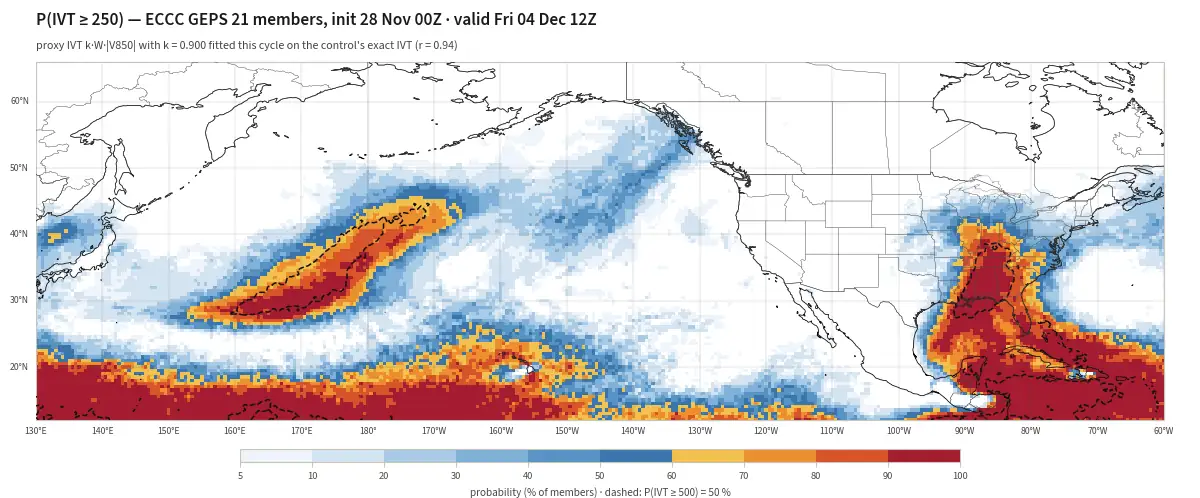 P(IVT ≥ 250) — ECCC GEPS 21 members, init 28 Nov 00Z · valid Fri 04 Dec 12Z
proxy IVT k·W·|V850| with k = 0.900 fitted this cycle on the control's exact IVT (r = 0.94)
60°N
50°N
40°N
30°N
20°N
130°E 140°E 150°E 160°E 170°E 180° 170°W 160°W 150°W 140°W 130°W 120°W 110°W 100°W 90°W 80°W 70°W 60°W
5 10 20 30 40 50 60 70 80 90 100
probability (% of members) · dashed: P(IVT ≥ 500) = 50 %